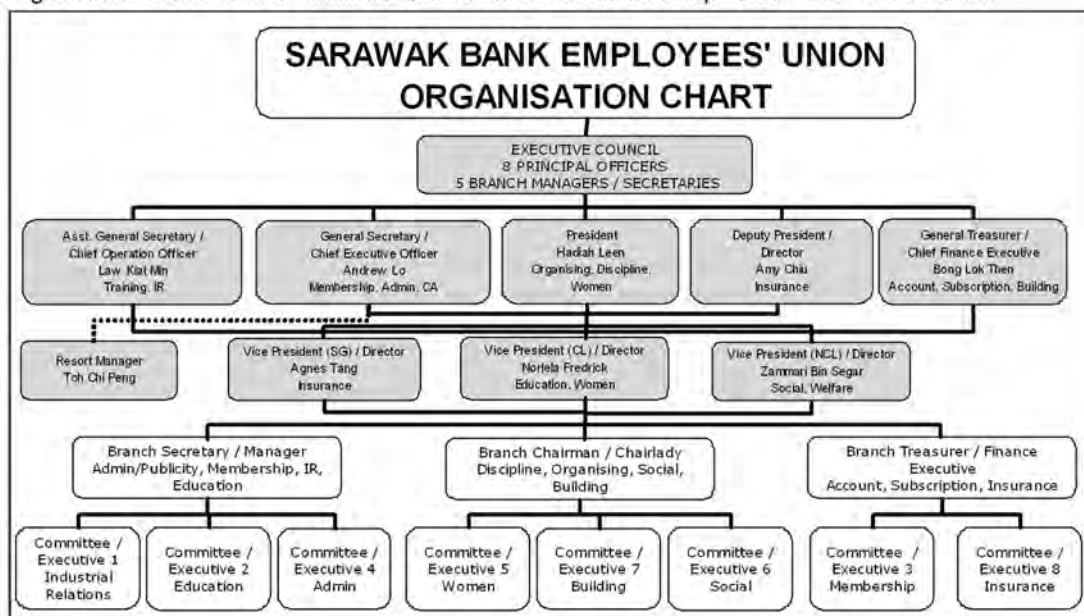 SARAWAK BANK EMPLOYEES' UNION
ORGANISATION CHART
EXECUTIVE COUNCIL
8 PRINCIPAL OFFICERS
5 BRANCH MANAGERS / SECRETARIES
Asst. General Secretary /
Chief Operation Officer
Law Kiat Min
Training, IR
General Secretary /
Chief Executive Officer
Andrew Lo
Membership, Admin, CA
President
Hadiah Leen
Organising, Discipline,
Women
Deputy President /
Director
Amy Chiu
Insurance
General Treasurer /
Chief Finance Executive
Bong Lok Then
Account, Subscription, Building
Resort Manager
Toh Chi Peng
Vice President (SG) / Director
Agnes Tang
Insurance
Vice President (CL) / Director
Norlela Fredrick
Education, Women
Vice President (NCL) / Director
Zammari Bin Segar
Social, Welfare
Branch Secretary / Manager
Admin/Publicity, Membership, IR,
Education
Branch Chairman / Chairlady
Discipline, Organising, Social,
Building
Branch Treasurer / Finance
Executive
Account, Subscription, Insurance
Committee /
Executive 1
Industrial
Relations
Committee /
Executive 2
Education
Committee /
Executive 4
Admin
Committee /
Executive 5
Women
Committee /
Executive 7
Building
Committee /
Executive 6
Social
Committee /
Executive 3
Membership
Committee /
Executive 8
Insurance